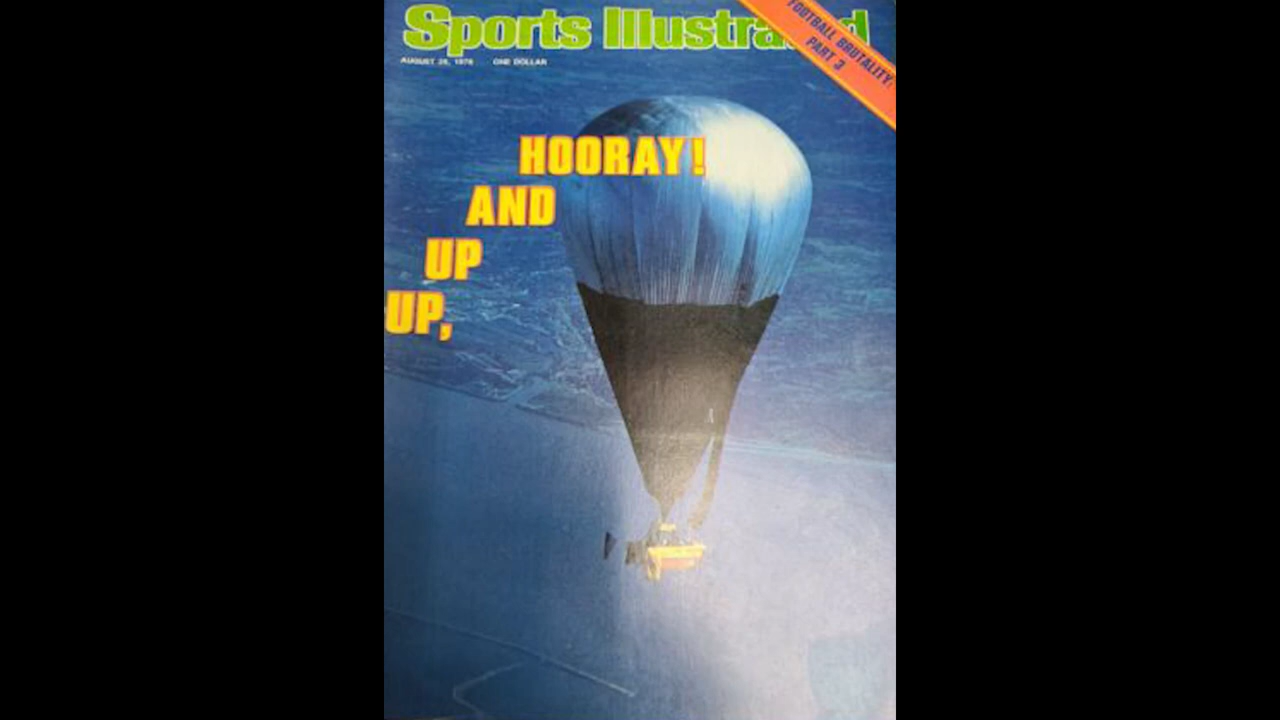 Sports Illustrated
AUGUST 28, 1978 ONE DOLLAR
FOOTBALL BRUTALITY:
PART 3
UP,
UP
AND
HOORAY!